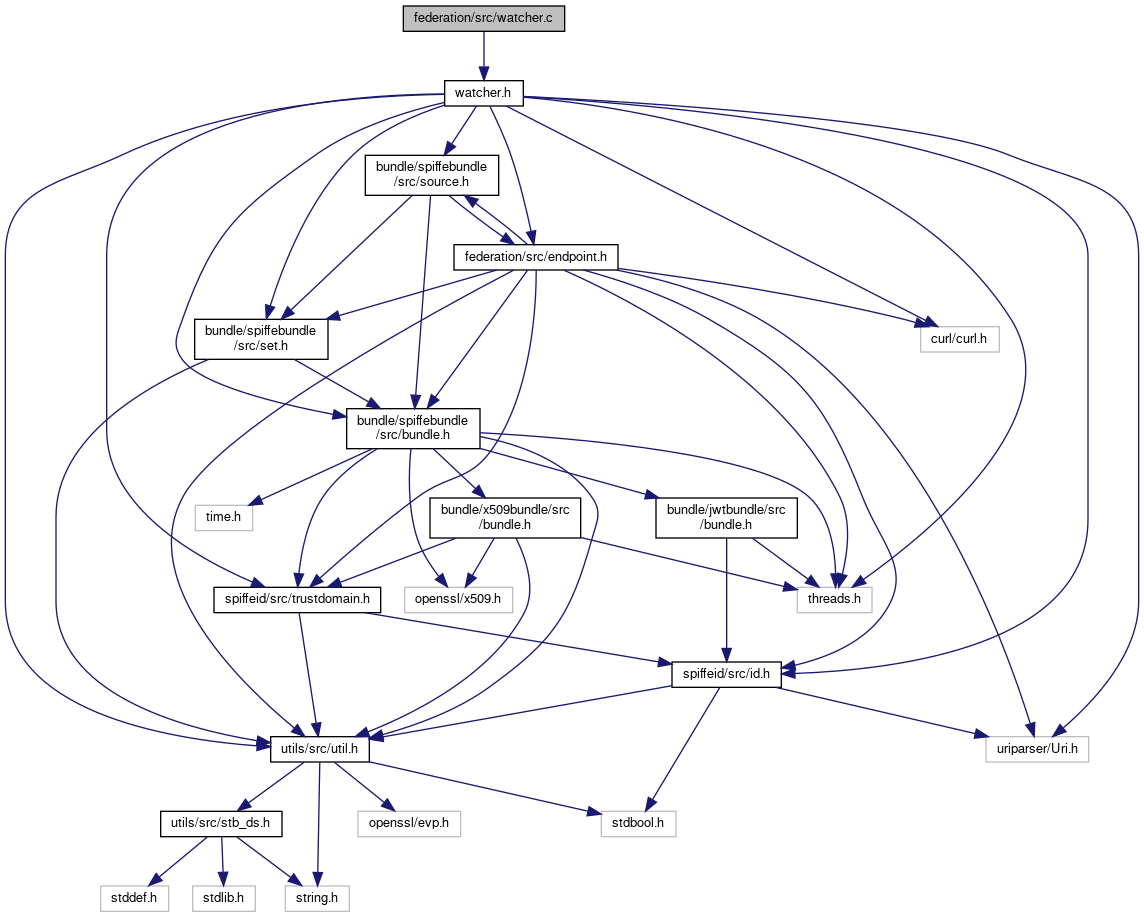 federation/src/watcher.c
watcher.h
bundle/spiffebundle
/src/source.h
federation/src/endpoint.h
bundle/spiffebundle
/src/set.h
curl/curl.h
bundle/spiffebundle
/src/bundle.h
time.h
bundle/x509bundle/src
/bundle.h
bundle/jwtbundle/src
/bundle.h
spiffeid/src/trustdomain.h
openssl/x509.h
threads.h
spiffeid/src/id.h
utils/src/util.h
uriparser/Uri.h
utils/src/stb_ds.h
openssl/evp.h
stdbool.h
stddef.h
stdlib.h
string.h